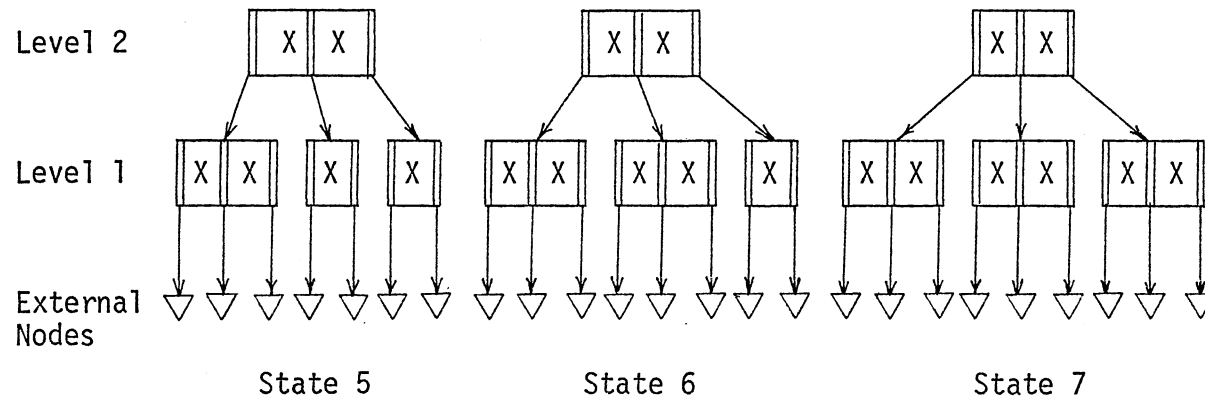 Level 2 X X X X X X
Level 1 X X X X X X X X X X X X X X X
External
Nodes
State 5 State 6 State 7